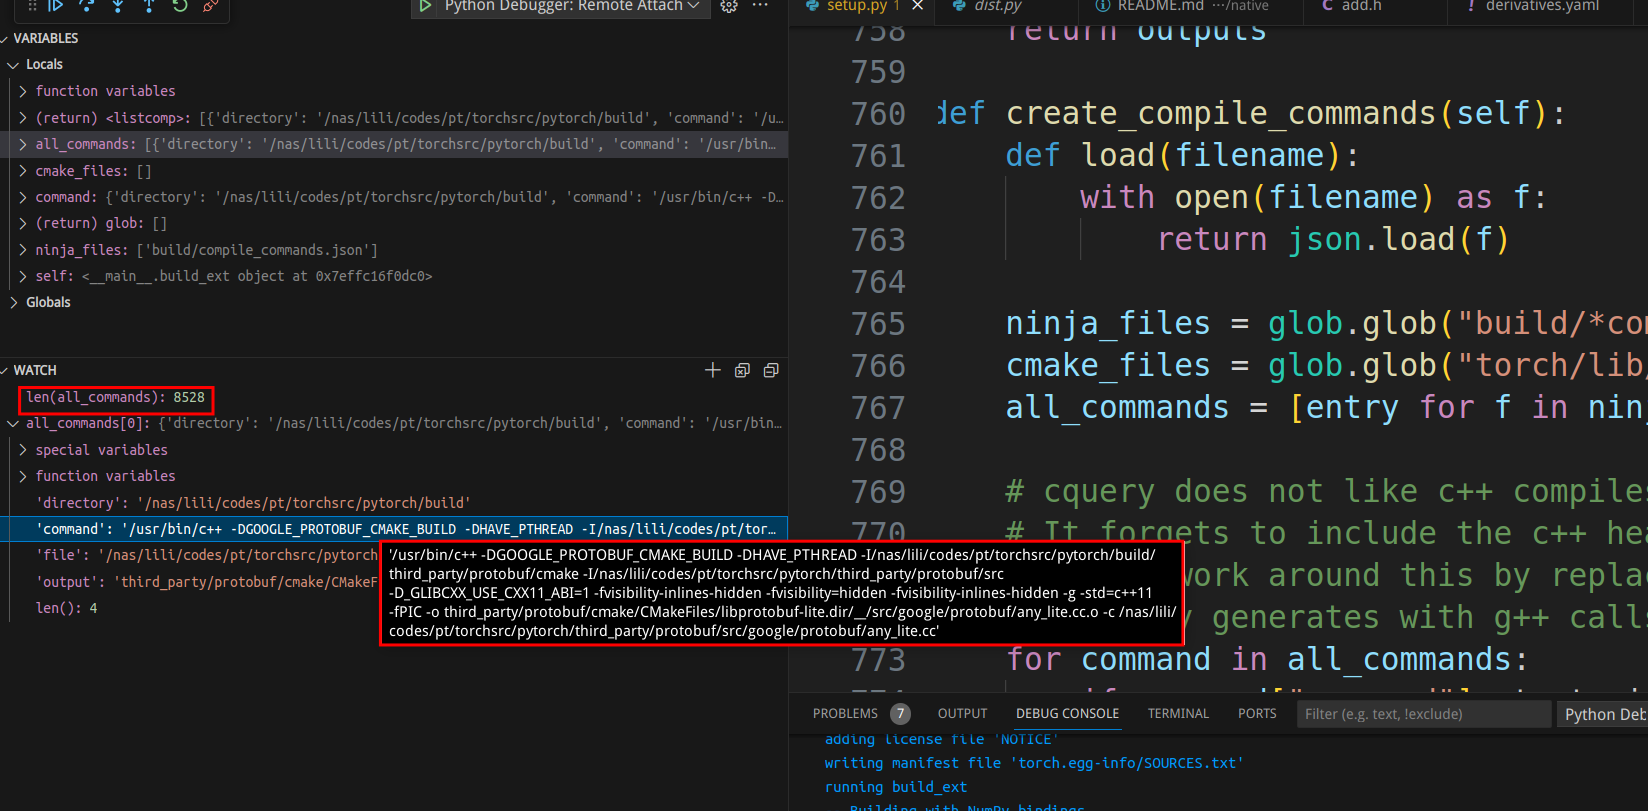 Python Debugger: Remote Attach
VARIABLES
Locals
function variables
(return) <listcomp>: [{'directory': '/nas/lili/codes/pt/torchsrc/pytorch/build', 'command': '/u…
all_commands: [{'directory': '/nas/lili/codes/pt/torchsrc/pytorch/build', 'command': '/usr/bin…
cmake_files: []
command: {'directory': '/nas/lili/codes/pt/torchsrc/pytorch/build', 'command': '/usr/bin/c++ -D…
(return) glob: []
ninja_files: ['build/compile_commands.json']
self: <__main__.build_ext object at 0x7effc16f0dc0>
Globals
WATCH
len(all_commands): 8528
all_commands[0]: {'directory': '/nas/lili/codes/pt/torchsrc/pytorch/build', 'command': '/usr/bin…
special variables
function variables
'directory': '/nas/lili/codes/pt/torchsrc/pytorch/build'
'command': '/usr/bin/c++ -DGOOGLE_PROTOBUF_CMAKE_BUILD -DHAVE_PTHREAD -I/nas/lili/codes/pt/tor…
'file': '/nas/lili/codes/pt/torchsrc/pytorch
'output': 'third_party/protobuf/cmake/CMakeF
len(): 4
'/usr/bin/c++ -DGOOGLE_PROTOBUF_CMAKE_BUILD -DHAVE_PTHREAD -I/nas/lili/codes/pt/torchsrc/pytorch/build/
third_party/protobuf/cmake -I/nas/lili/codes/pt/torchsrc/pytorch/third_party/protobuf/src
-D_GLIBCXX_USE_CXX11_ABI=1 -fvisibility-inlines-hidden -fvisibility=hidden -fvisibility-inlines-hidden -g -std=c++11
-fPIC -o third_party/protobuf/cmake/CMakeFiles/libprotobuf-lite.dir/__/src/google/protobuf/any_lite.cc.o -c /nas/lili/
codes/pt/torchsrc/pytorch/third_party/protobuf/src/google/protobuf/any_lite.cc'
setup.py 1 dist.py README.md …/native add.h derivatives.yaml
758 return outputs
759
760 def create_compile_commands(self):
761 def load(filename):
762 with open(filename) as f:
763 return json.load(f)
764
765 ninja_files = glob.glob("build/*co
766 cmake_files = glob.glob("torch/lib/
767 all_commands = [entry for f in nin
768
769 # cquery does not like c++ compiles
770 # It forgets to include the c++ hea
work around this by replac
y generates with g++ calls
773 for command in all_commands:
PROBLEMS 7 OUTPUT DEBUG CONSOLE TERMINAL PORTS Filter (e.g. text, !exclude) Python Deb
adding license file 'NOTICE'
writing manifest file 'torch.egg-info/SOURCES.txt'
running build_ext
Building with NumPy bindings